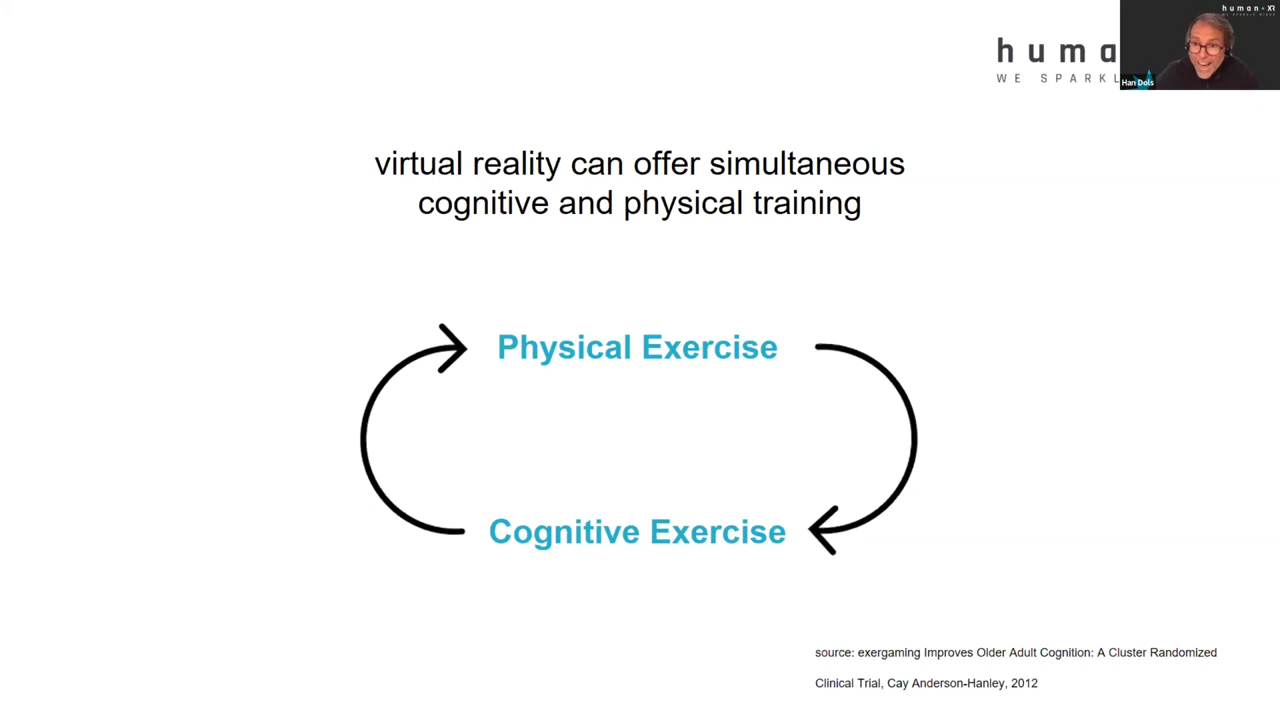 human·XR
huma
WE SPARKL
Han Dols
virtual reality can offer simultaneous
cognitive and physical training
Physical Exercise
Cognitive Exercise
source: exergaming Improves Older Adult Cognition: A Cluster Randomized
Clinical Trial, Cay Anderson-Hanley, 2012